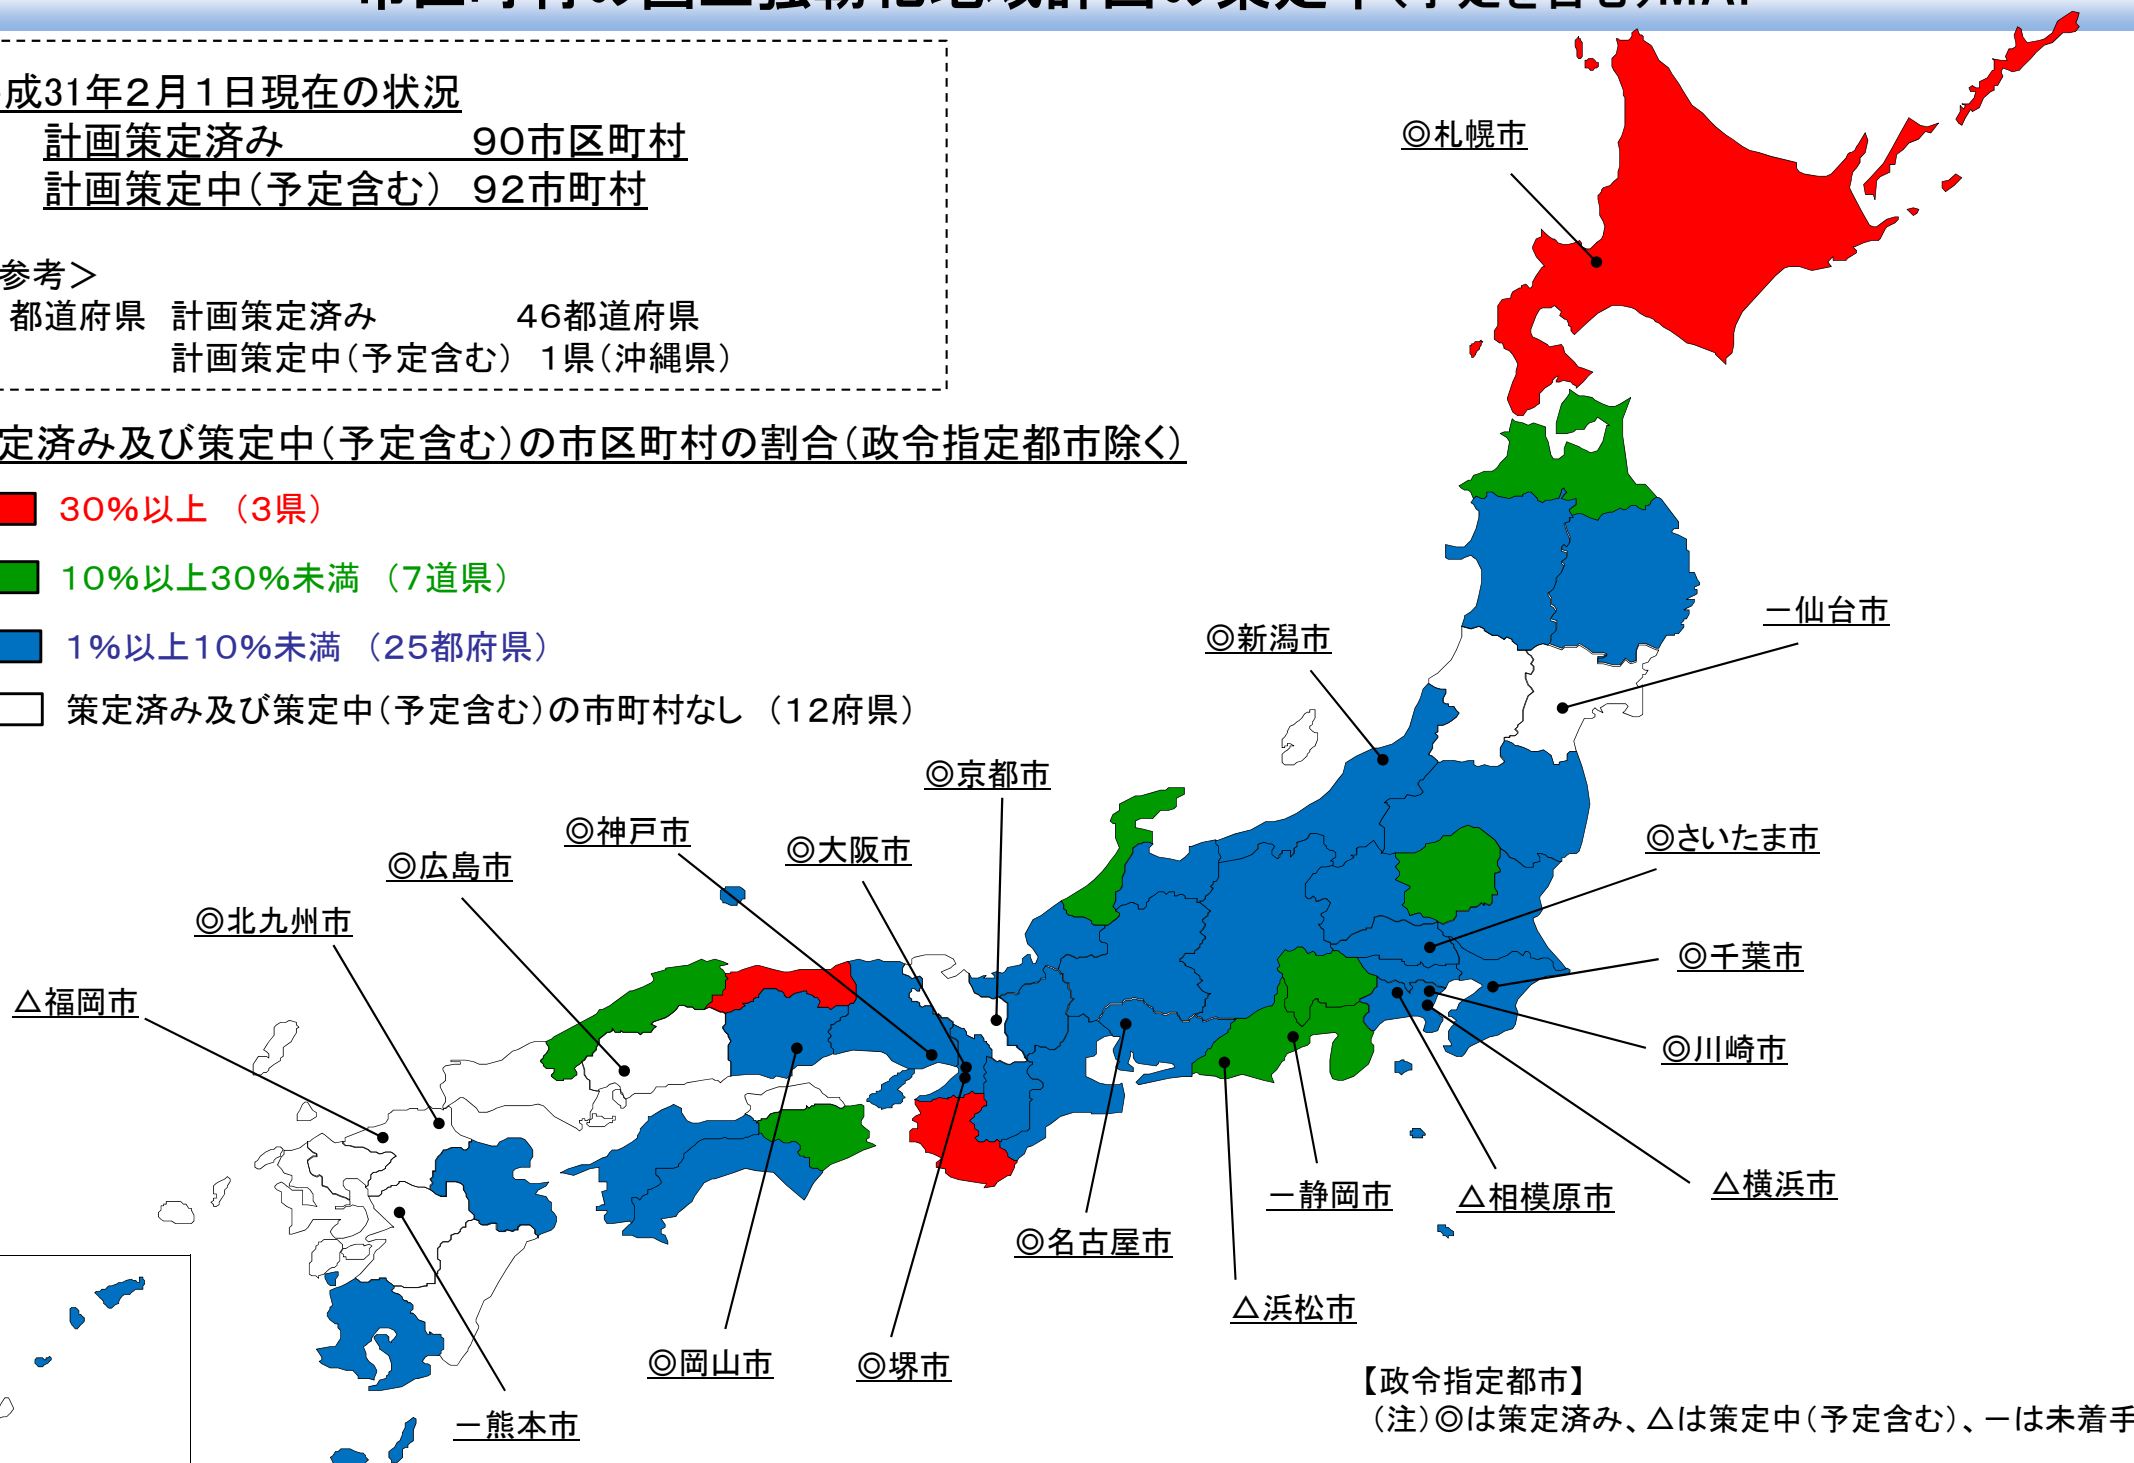 成31年2月1日現在の状況
計画策定済み 90市区町村
計画策定中(予定含む) 92市町村
参考>
都道府県 計画策定済み 46都道府県
計画策定中(予定含む) 1県(沖縄県)
定済み及び策定中(予定含む)の市区町村の割合(政令指定都市除く)
30%以上 (3県)
10%以上30%未満 (7道県)
1%以上10%未満 (25都府県)
策定済み及び策定中(予定含む)の市町村なし (12府県)
◎札幌市
－仙台市
◎新潟市
◎京都市
◎神戸市
◎大阪市
◎さいたま市
◎広島市
◎北九州市
◎千葉市
△福岡市
◎川崎市
－静岡市
△相模原市
△横浜市
◎名古屋市
△浜松市
◎岡山市
◎堺市
－熊本市
【政令指定都市】
(注)◎は策定済み、△は策定中(予定含む)、－は未着手